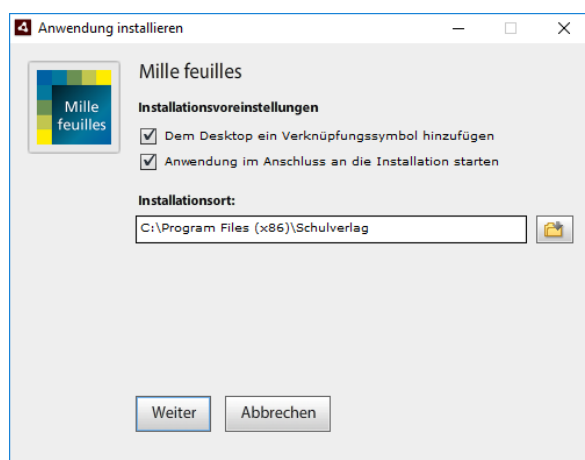 Anwendung installieren
Mille feuilles
Mille
feuilles
Installationsvoreinstellungen
Dem Desktop ein Verknüpfungssymbol hinzufügen
Anwendung im Anschluss an die Installation starten
Installationsort:
C:\Program Files (x86)\Schulverlag
Weiter Abbrechen